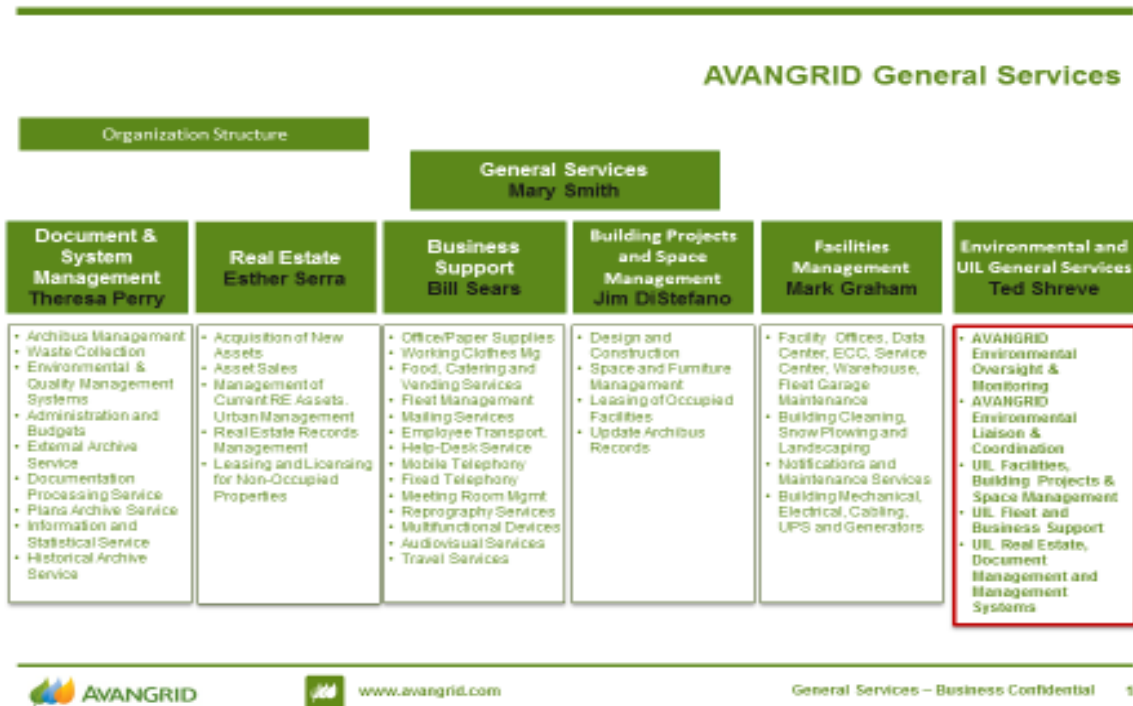 AVANGRID General Services
Organization Structure
General Services
Mary Smith
Document &
System
Management
Theresa Perry
Real Estate
Esther Serra
Business
Support
Bill Sears
Building Projects
and Space
Management
Jim DiStefano
Facilities
Management
Mark Graham
Environmental and
UIL General Services
Ted Shreve
• Archibus Management
• Waste Collection
• Environmental &
Quality Management
Systems
• Administration and
Budgets
• External Archive
Service
• Documentation
Processing Service
• Plans Archive Service
• Information and
Statistical Service
• Historical Archive
Service
• Acquisition of New
Assets
• Asset Sales
• Management of
Current RE Assets.
Urban Management
• Real Estate Records
Management
• Leasing and Licensing
for Non-Occupied
Properties
• Office/Paper Supplies
• Working Clothes Mg
• Food, Catering and
Vending Services
• Fleet Management
• Mailing Services
• Employee Transport.
• Help-Desk Service
• Mobile Telephony
• Fixed Telephony
• Meeting Room Mgmt
• Reprography Services
• Multifunctional Devices
• Audiovisual Services
• Travel Services
• Design and
Construction
• Space and Furniture
Management
• Leasing of Occupied
Facilities
• Update Archibus
Records
• Facility Offices, Data
Center, ECC, Service
Center, Warehouse,
Fleet Garage
Maintenance
• Building Cleaning,
Snow Plowing and
Landscaping
• Notifications and
Maintenance Services
• Building Mechanical,
Electrical, Cabling,
UPS and Generators
• AVANGRID
Environmental
Oversight &
Monitoring
• AVANGRID
Environmental
Liaison &
Coordination
• UIL Facilities,
Building Projects &
Space Management
• UIL Fleet and
Business Support
• UIL Real Estate,
Document
Management and
Management
Systems
AVANGRID
www.avangrid.com
General Services – Business Confidential 1